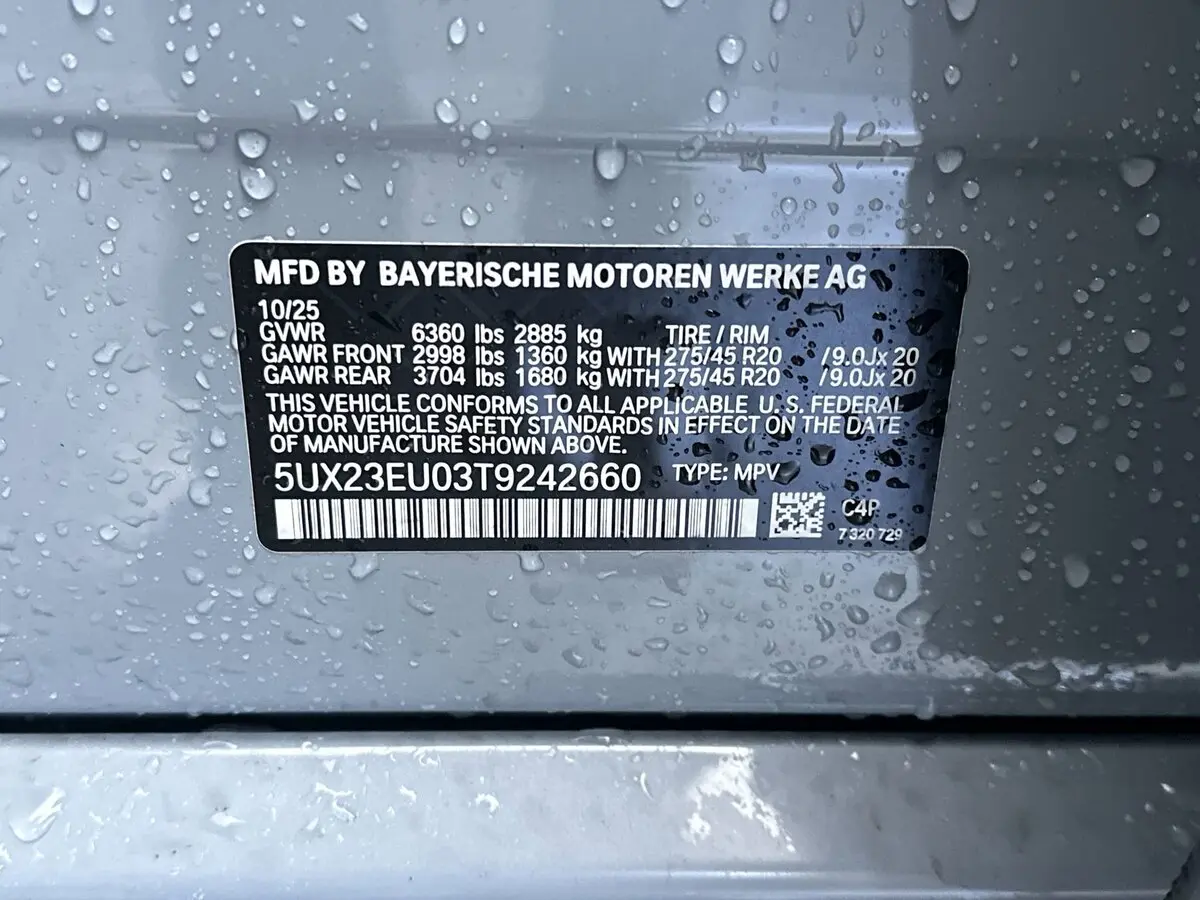 MFD BY BAYERISCHE MOTOREN WERKE AG
10/25
GVWR 6360 lbs 2885 kg TIRE / RIM
GAWR FRONT 2998 lbs 1360 kg WITH 275/45 R20 /9.0Jx 20
GAWR REAR 3704 lbs 1680 kg WITH 275/45 R20 /9.0Jx 20
THIS VEHICLE CONFORMS TO ALL APPLICABLE U.S. FEDERAL
MOTOR VEHICLE SAFETY STANDARDS IN EFFECT ON THE DATE
OF MANUFACTURE SHOWN ABOVE.
5UX23EU03T9242660 TYPE: MPV
C4P
7 320 729